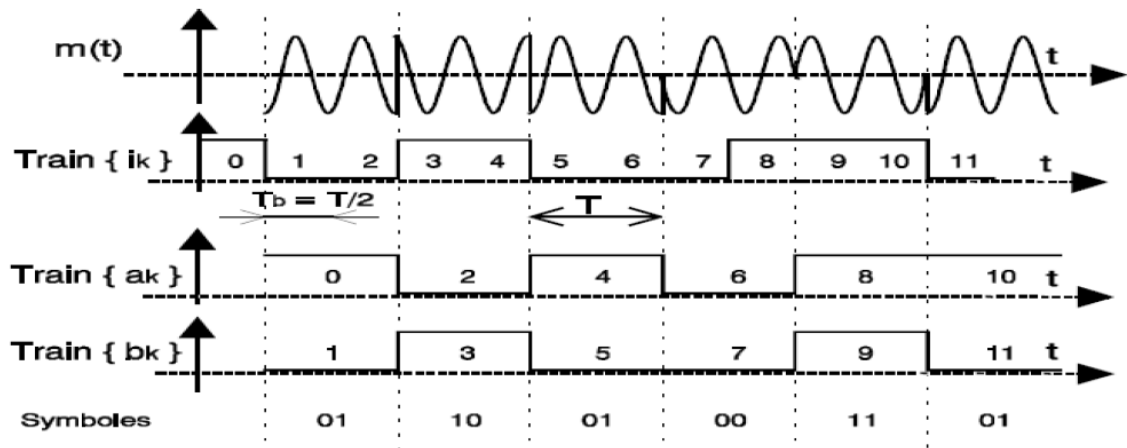 m(t) t
Train { ik } 0 1 2 3 4 5 6 7 8 9 10 11 t
Tb = T/2 T
Train { ak } 0 2 4 6 8 10 t
Train { bk } 1 3 5 7 9 11 t
Symboles 01 10 01 00 11 01